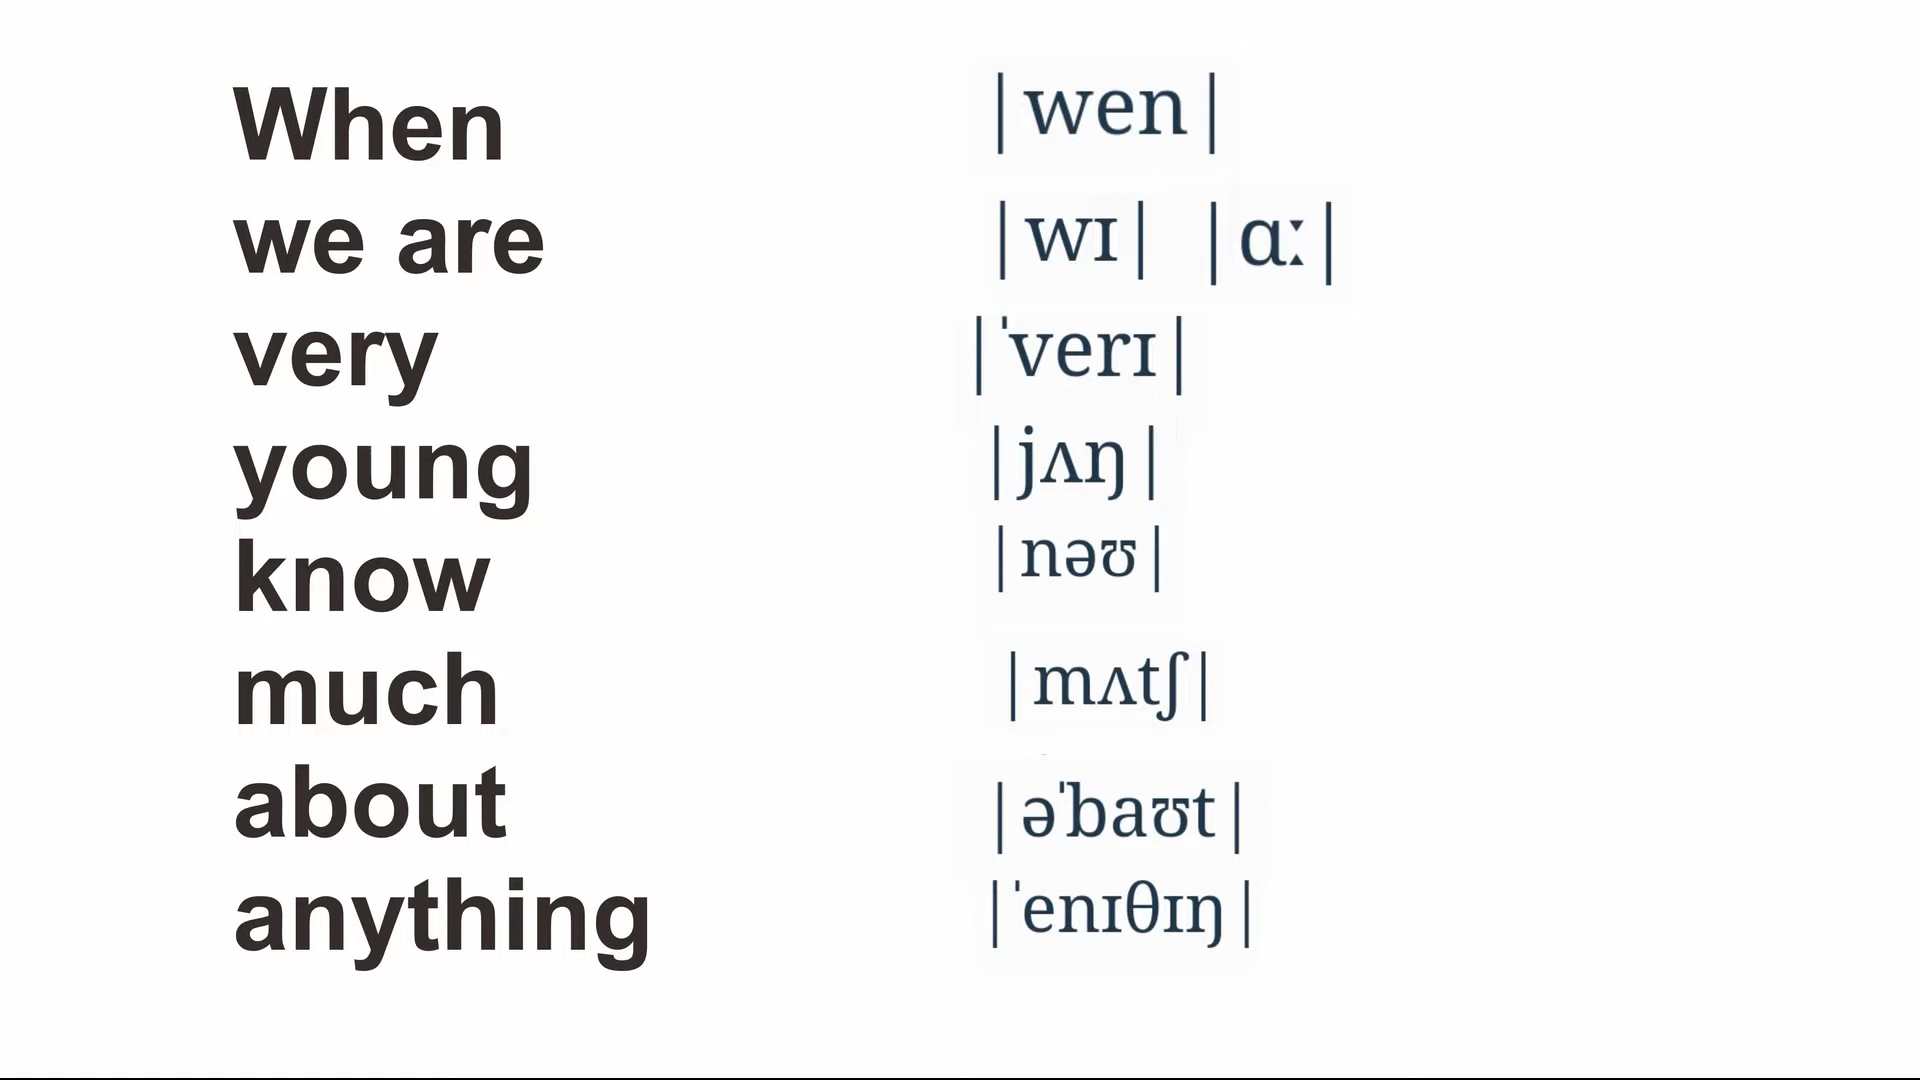 When |wen|
we are |wɪ| |ɑː|
very |ˈverɪ|
young |jʌŋ|
know |nəʊ|
much |mʌtʃ|
about |əˈbaʊt|
anything |ˈenɪθɪŋ|